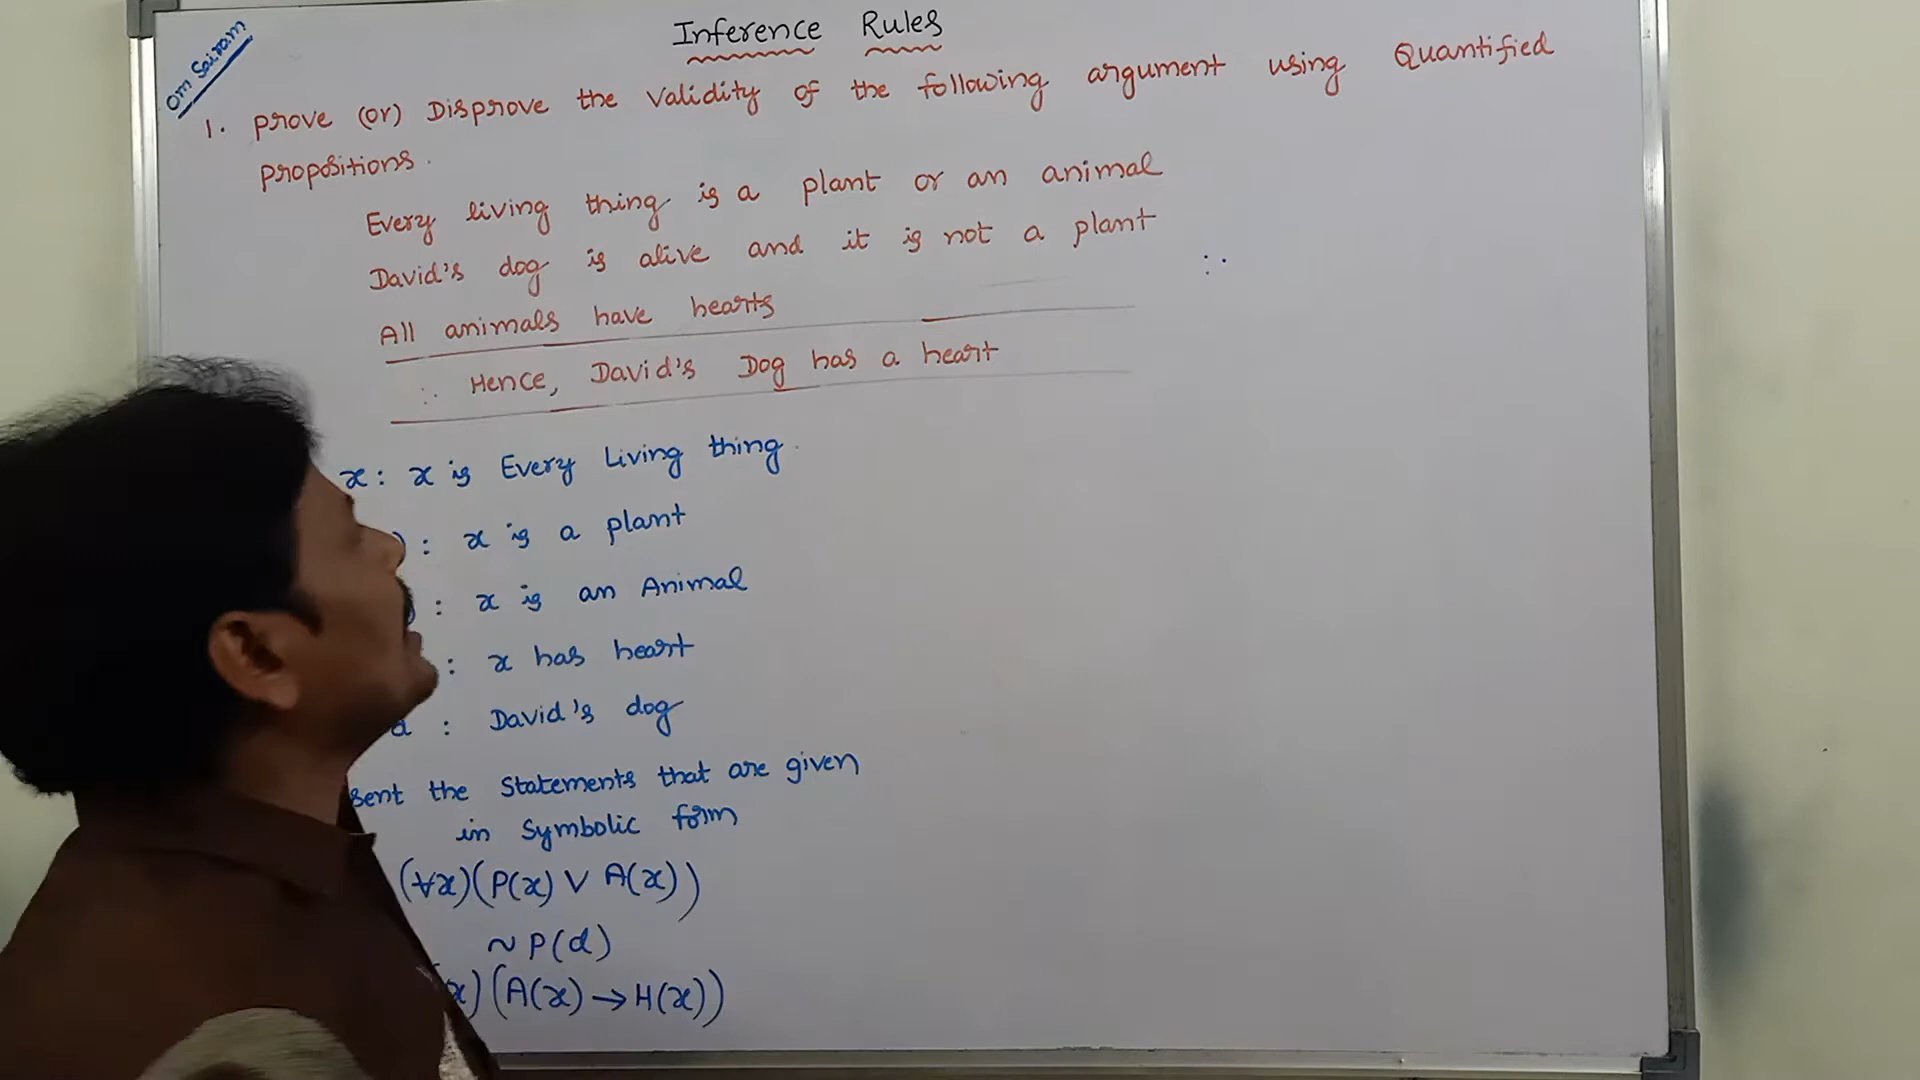 Om Sairam
Inference Rules
1. Prove (or) Disprove the Validity of the following argument using Quantified
propositions.
Every living thing is a plant or an animal
David's dog is alive and it is not a plant
All animals have hearts
∴ Hence, David's Dog has a heart
x: x is Every Living thing.
) : x is a plant
) : x is an Animal
: x has heart
d : David's dog
sent the Statements that are given
in Symbolic form
(∀x)(P(x) ∨ A(x))
~ P(d)
x)(A(x) → H(x))
∴